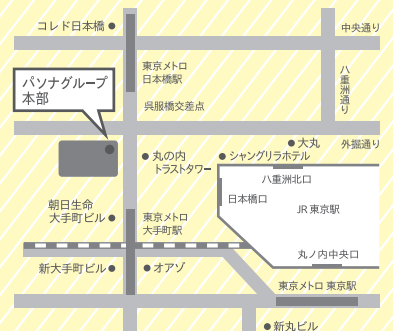 コレド日本橋
中央通り
東京メトロ
日本橋駅
八重洲通り
パソナグループ
本部
呉服橋交差点
外掘り通り
大丸
丸の内
トラストタワー
シャングリラホテル
八重洲北口
日本橋口
JR東京駅
朝日生命
大手町ビル
東京メトロ
大手町駅
丸ノ内中央口
新大手町ビル
オアゾ
東京メトロ 東京駅
新丸ビル